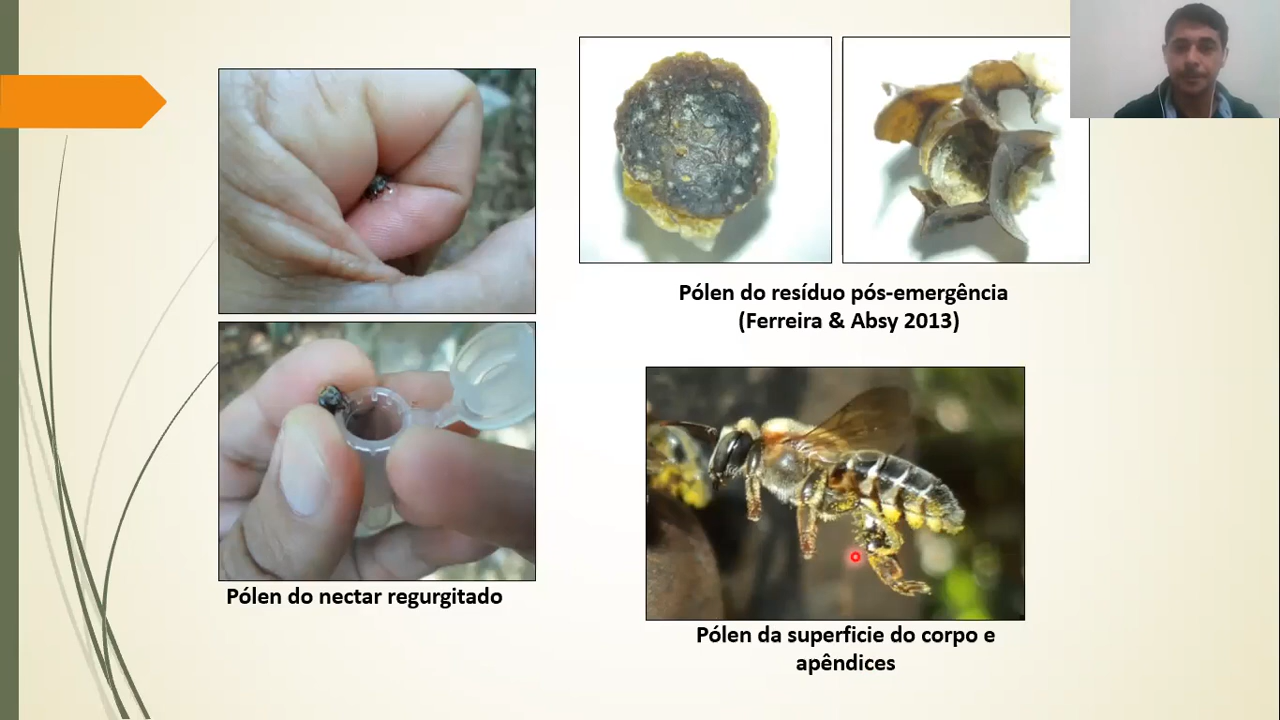 Pólen do resíduo pós-emergência
(Ferreira & Absy 2013)
Pólen do nectar regurgitado
Pólen da superficie do corpo e
apêndices